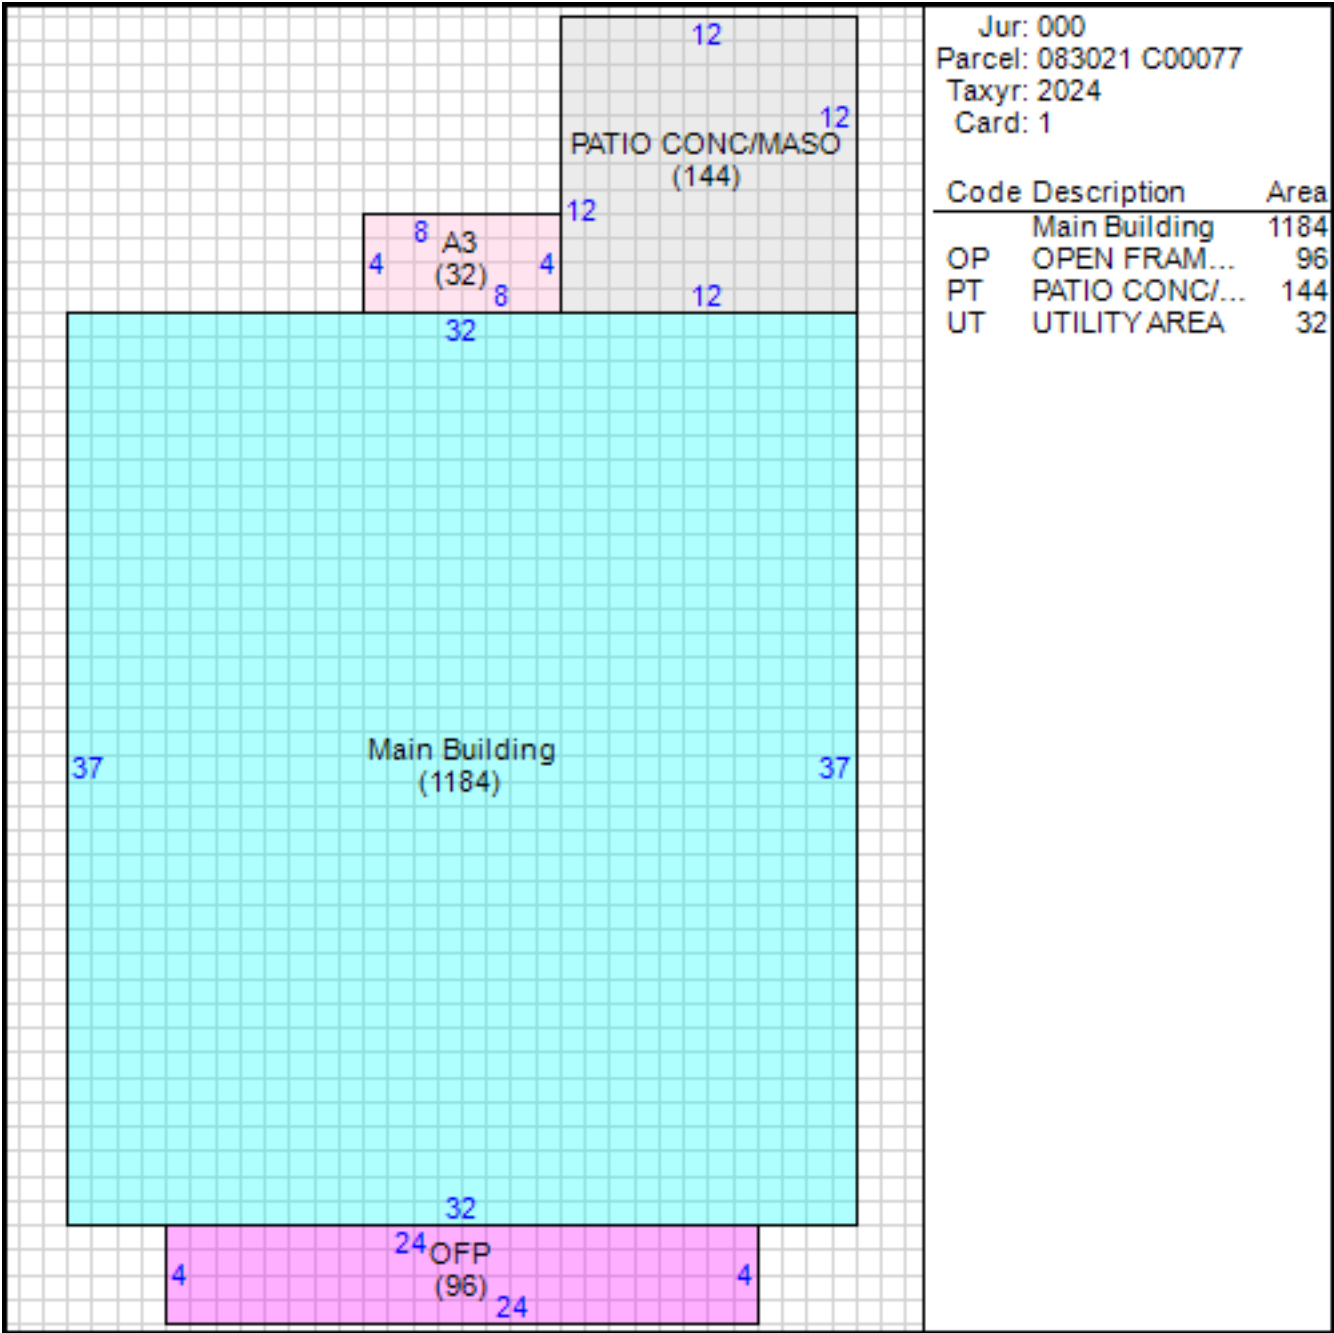 12
12
PATIO CONC/MASO
(144)
12
12
8
A3
4
(32)
4
8
32
37
Main Building
(1184)
37
32
24
OFP
4
(96)
4
24
Jur: 000
Parcel: 083021 C00077
Taxyr: 2024
Card: 1
Code Description Area
Main Building 1184
OP OPEN FRAM... 96
PT PATIO CONC/... 144
UT UTILITY AREA 32